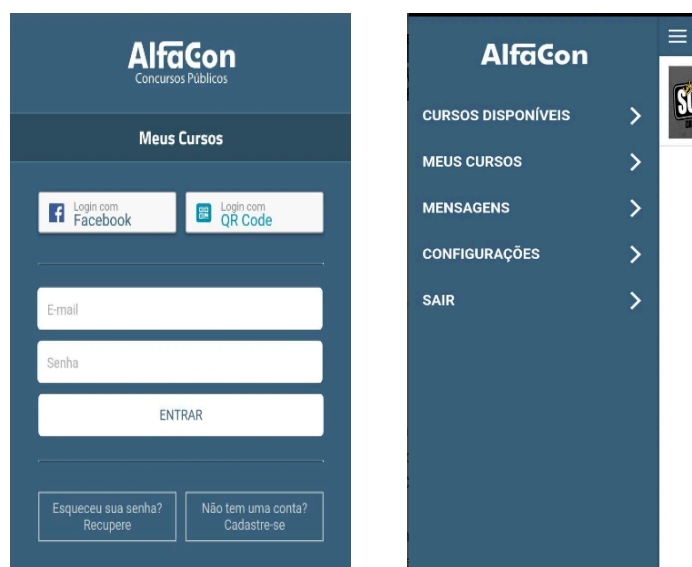 AlfaCon
Concursos Públicos
Meus Cursos
Login com
Facebook
Login com
QR Code
E-mail
Senha
ENTRAR
Esqueceu sua senha?
Recupere
Não tem uma conta?
Cadastre-se
AlfaCon
CURSOS DISPONÍVEIS
MEUS CURSOS
MENSAGENS
CONFIGURAÇÕES
SAIR